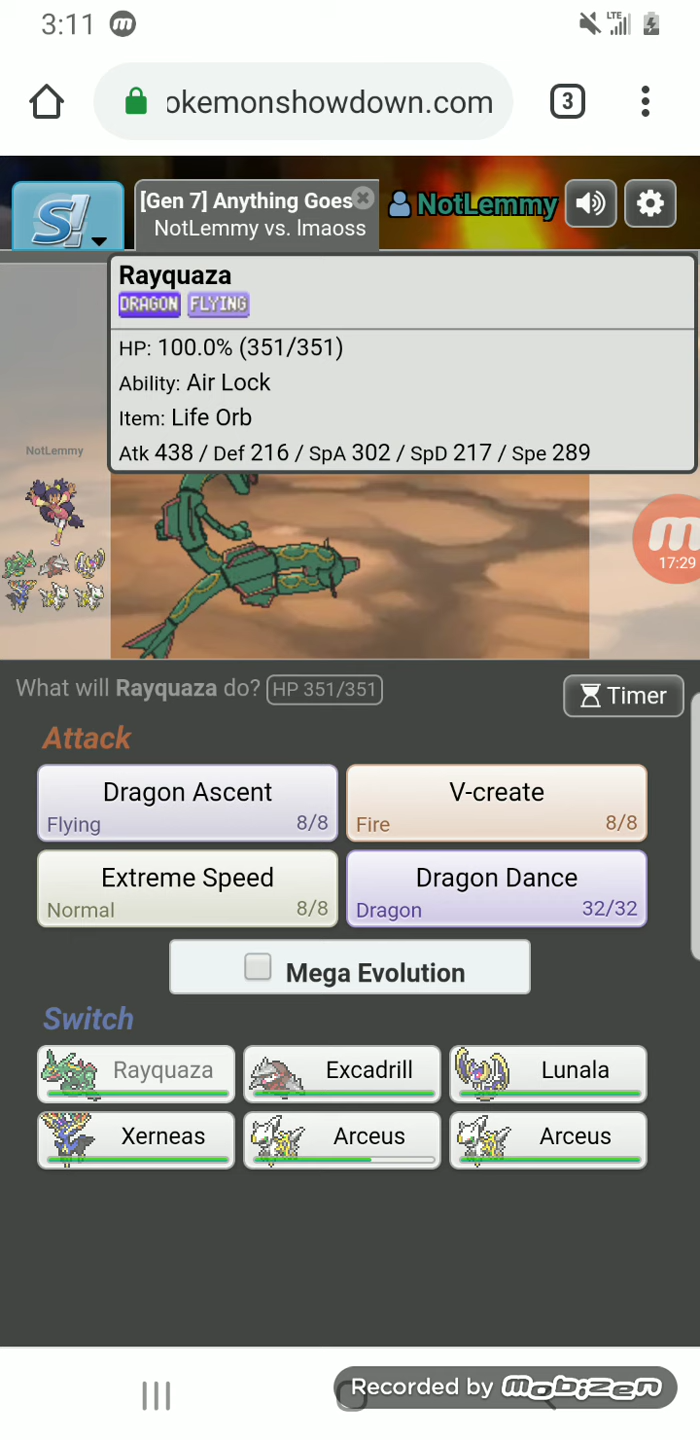 3:11 m LTE
okemonshowdown.com 3
S!
[Gen 7] Anything Goes
NotLemmy vs. lmaoss
NotLemmy
Rayquaza
DRAGON FLYING
HP: 100.0% (351/351)
Ability: Air Lock
Item: Life Orb
Atk 438 / Def 216 / SpA 302 / SpD 217 / Spe 289
NotLemmy
m
17:29
What will Rayquaza do? HP 351/351
Timer
Attack
Dragon Ascent
Flying 8/8
V-create
Fire 8/8
Extreme Speed
Normal 8/8
Dragon Dance
Dragon 32/32
Mega Evolution
Switch
Rayquaza Excadrill Lunala
Xerneas Arceus Arceus
Recorded by mobizen